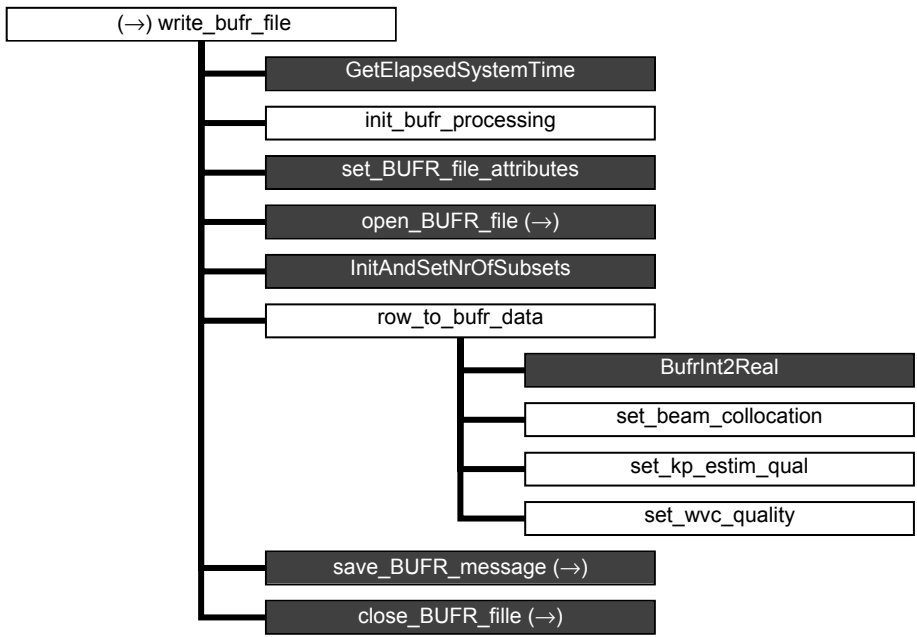 (→) write_bufr_file
GetElapsedSystemTime
init_bufr_processing
set_BUFR_file_attributes
open_BUFR_file (→)
InitAndSetNrOfSubsets
row_to_bufr_data
BufrInt2Real
set_beam_collocation
set_kp_estim_qual
set_wvc_quality
save_BUFR_message (→)
close_BUFR_fille (→)